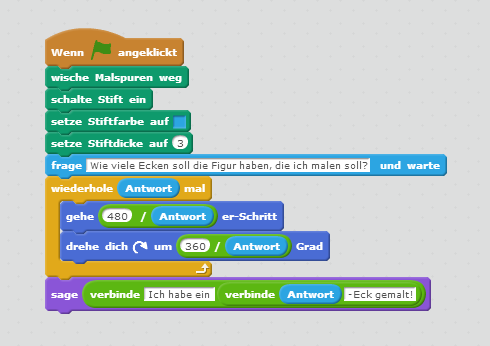 Wenn angeklickt
wische Malspuren weg
schalte Stift ein
setze Stiftfarbe auf
setze Stiftdicke auf 3
frage Wie viele Ecken soll die Figur haben, die ich malen soll? und warte
wiederhole Antwort mal
gehe 480 / Antwort er-Schritt
drehe dich um 360 / Antwort Grad
sage verbinde Ich habe ein verbinde Antwort -Eck gemalt!